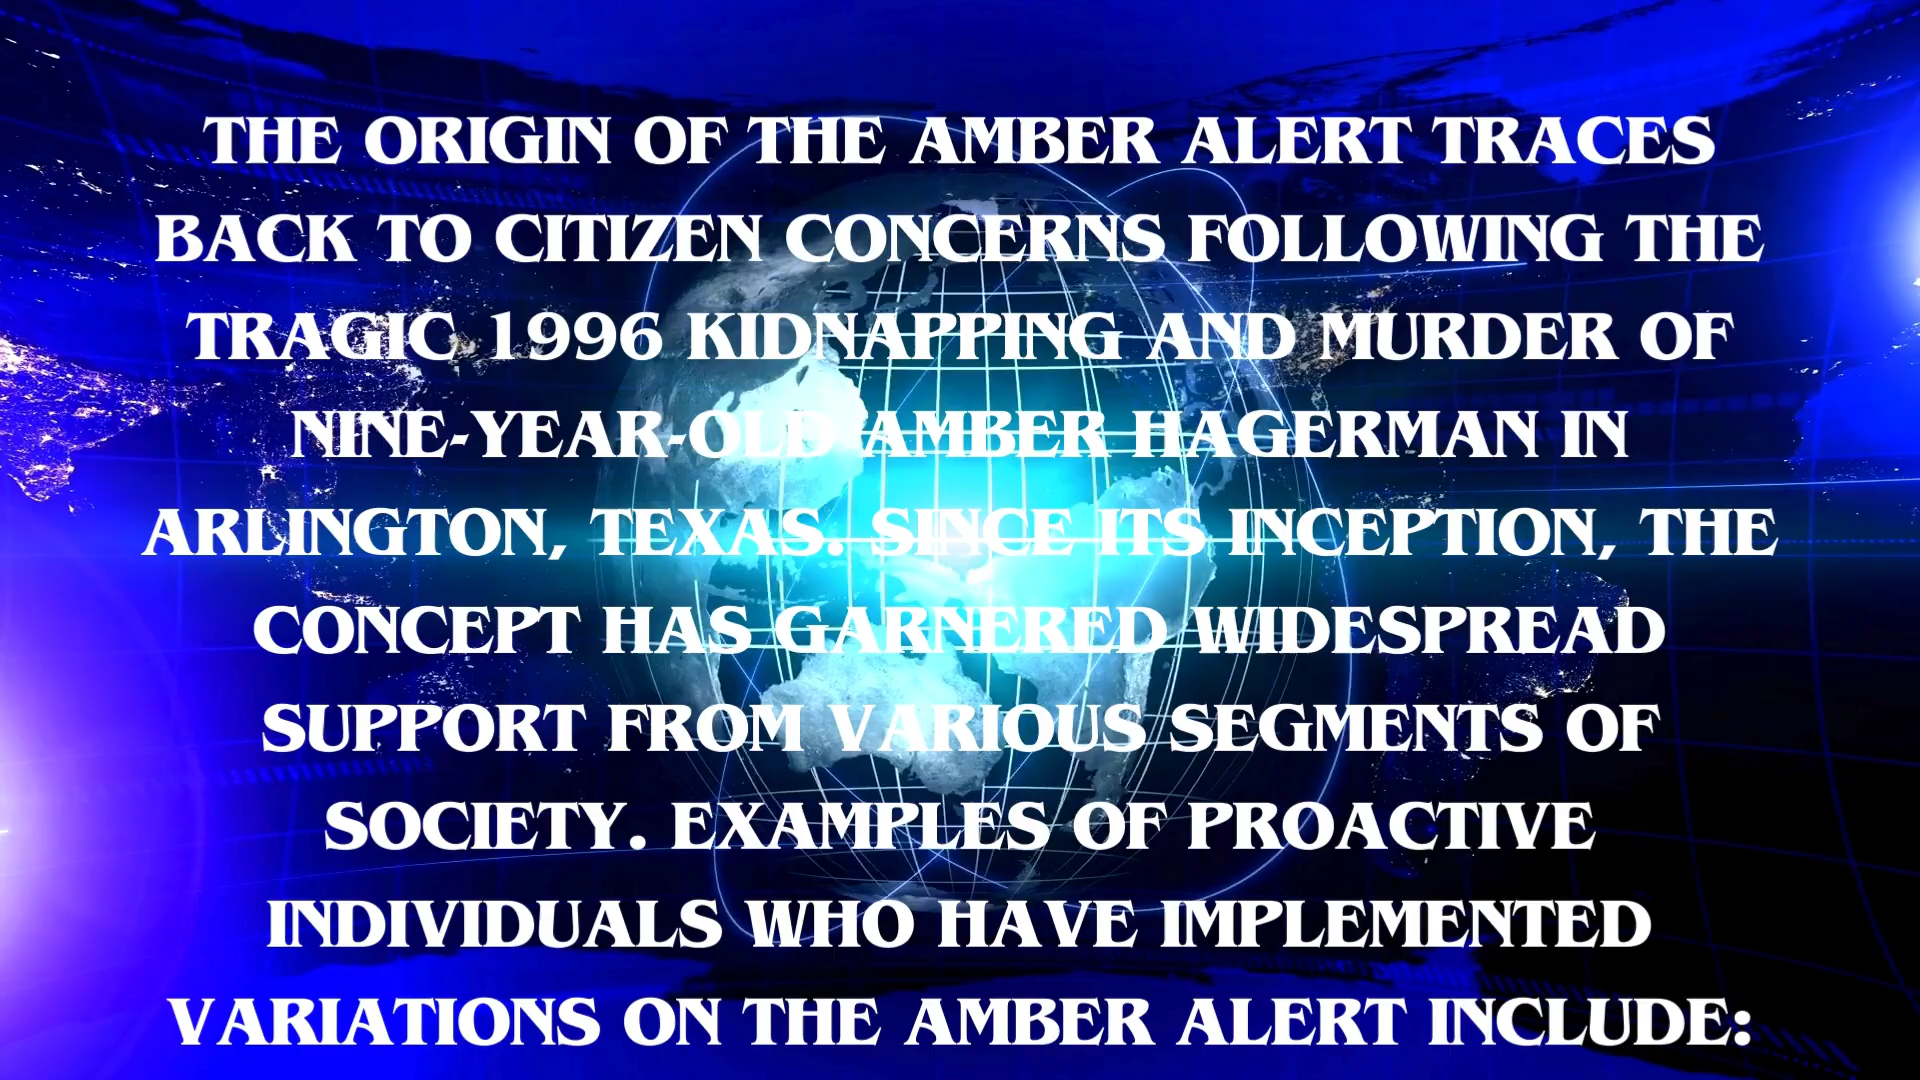 THE ORIGIN OF THE AMBER ALERT TRACES
BACK TO CITIZEN CONCERNS FOLLOWING THE
TRAGIC 1996 KIDNAPPING AND MURDER OF
NINE-YEAR-OLD AMBER HAGERMAN IN
ARLINGTON, TEXAS. SINCE ITS INCEPTION, THE
CONCEPT HAS GARNERED WIDESPREAD
SUPPORT FROM VARIOUS SEGMENTS OF
SOCIETY. EXAMPLES OF PROACTIVE
INDIVIDUALS WHO HAVE IMPLEMENTED
VARIATIONS ON THE AMBER ALERT INCLUDE: